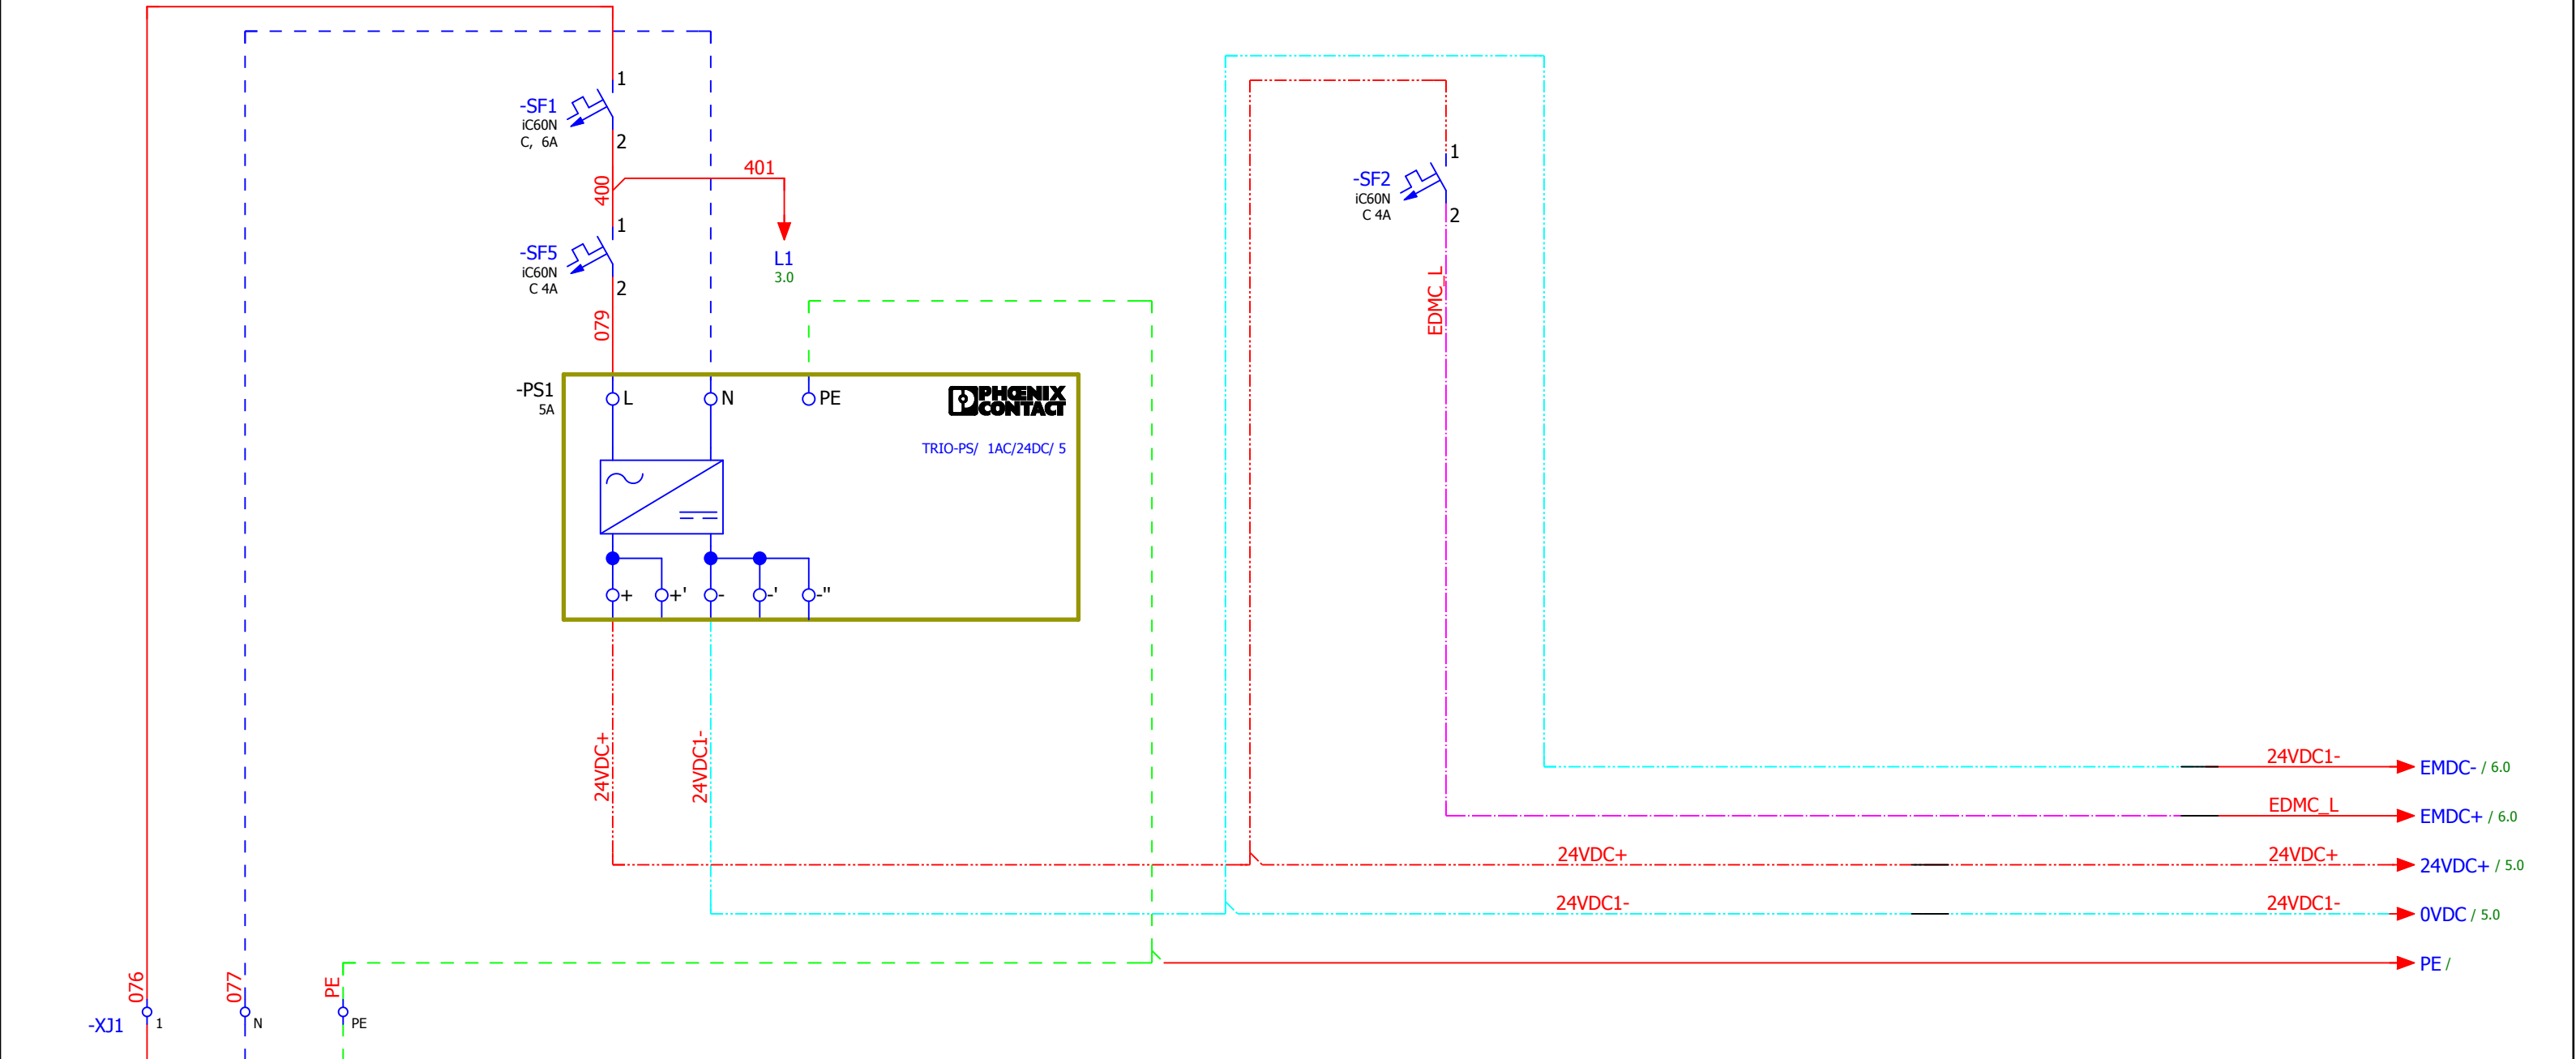 1
-SF1
iC60N
C, 6A
2
401
400
L1
3.0
1
-SF5
iC60N
C 4A
2
079
1
-SF2
iC60N
C 4A
2
EDMC_L
-PS1
5A
L
N
PE
PHŒNIX
CONTACT
TRIO-PS/ 1AC/24DC/ 5
+
+'
-
-'
-"
24VDC+
24VDC1-
24VDC1-
EMDC- / 6.0
EDMC_L
EMDC+ / 6.0
24VDC+
24VDC+
24VDC+ / 5.0
24VDC1-
24VDC1-
0VDC / 5.0
PE /
076
077
PE
-XJ1
1
N
PE